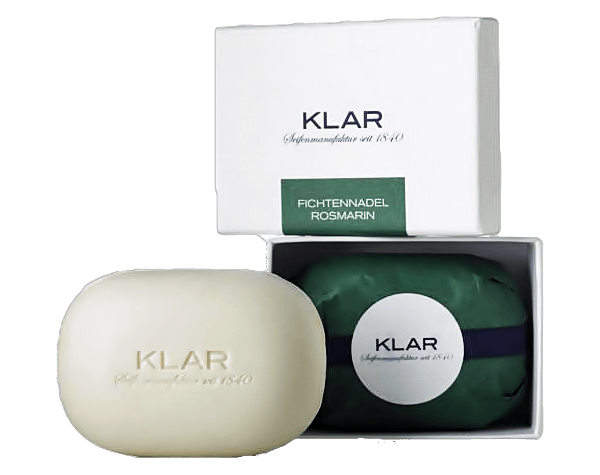 KLAR
Seifenmanufaktur seit 1840
FICHTENNADEL
ROSMARIN
KLAR
Seifenmanufaktur seit 1840
KLAR
Seifenmanufaktur seit 1840